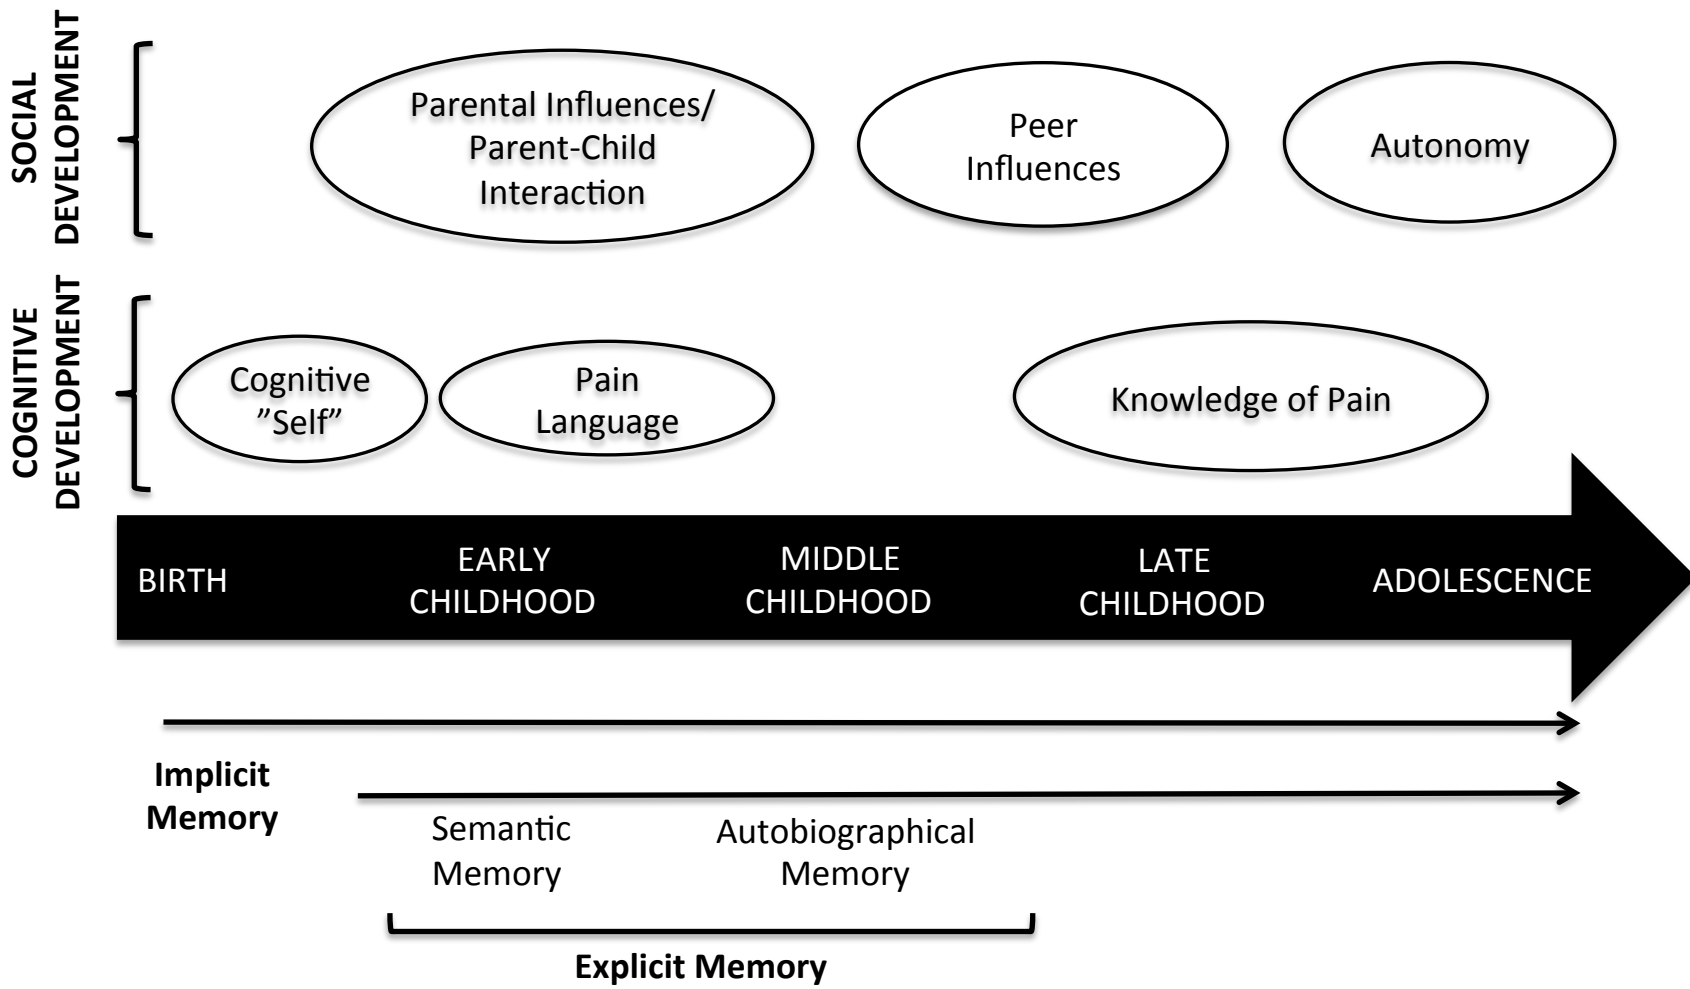 SOCIAL
DEVELOPMENT
Parental Influences/
Parent-Child
Interaction
Peer
Influences
Autonomy
COGNITIVE
DEVELOPMENT
Cognitive
”Self”
Pain
Language
Knowledge of Pain
BIRTH
EARLY
CHILDHOOD
MIDDLE
CHILDHOOD
LATE
CHILDHOOD
ADOLESCENCE
Implicit
Memory
Semantic
Memory
Autobiographical
Memory
Explicit Memory